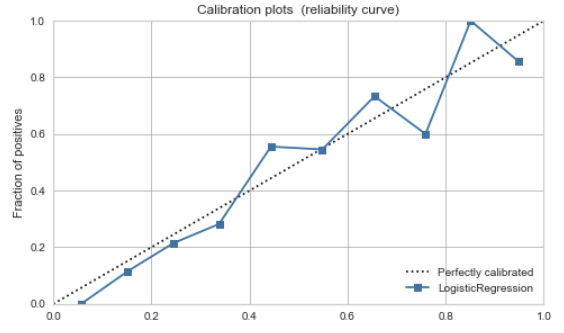 Calibration plots (reliability curve)
1.0
0.8
0.6
0.4
0.2
0.0
Fraction of positives
Perfectly calibrated
LogisticRegression
0.0 0.2 0.4 0.6 0.8 1.0